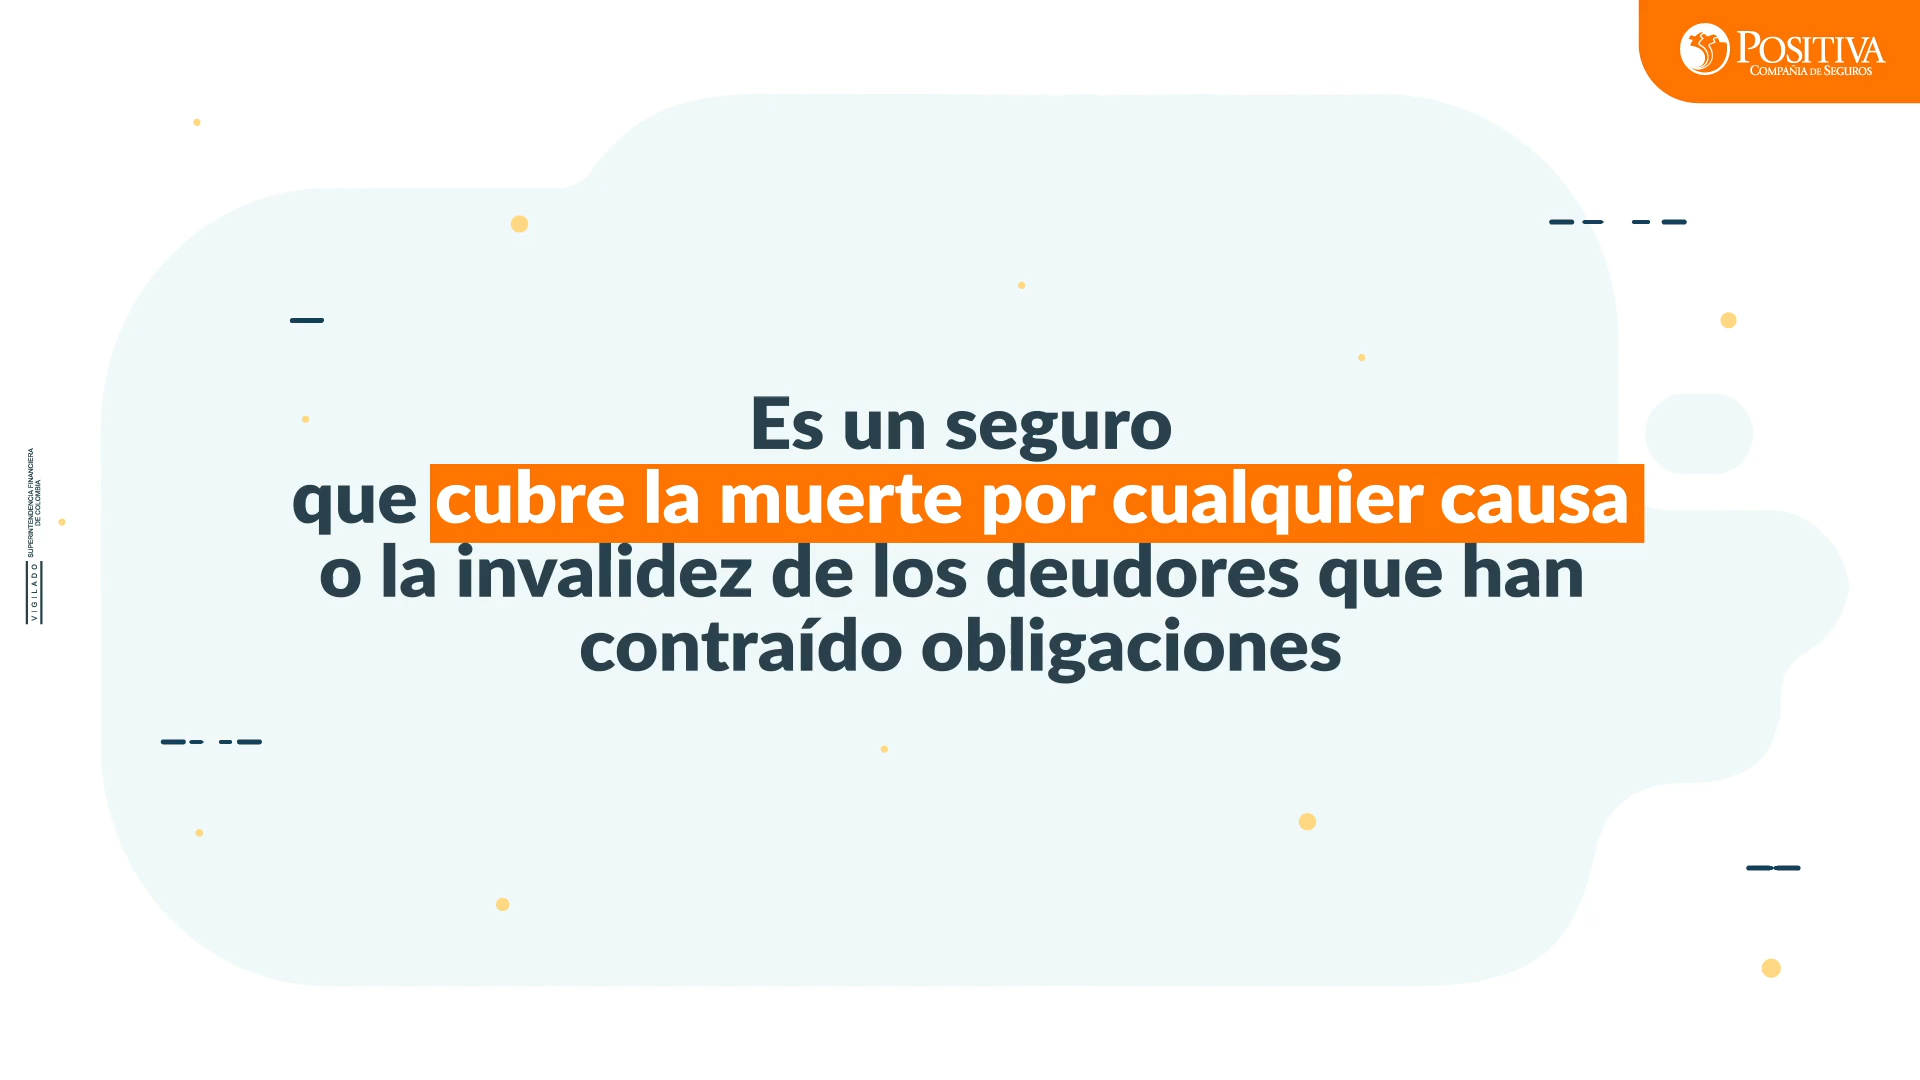 POSITIVA
COMPAÑIA DE SEGUROS
Es un seguro
que cubre la muerte por cualquier causa
o la invalidez de los deudores que han
contraído obligaciones
VIGILADO
SUPERINTENDENCIA FINANCIERA
DE COLOMBIA